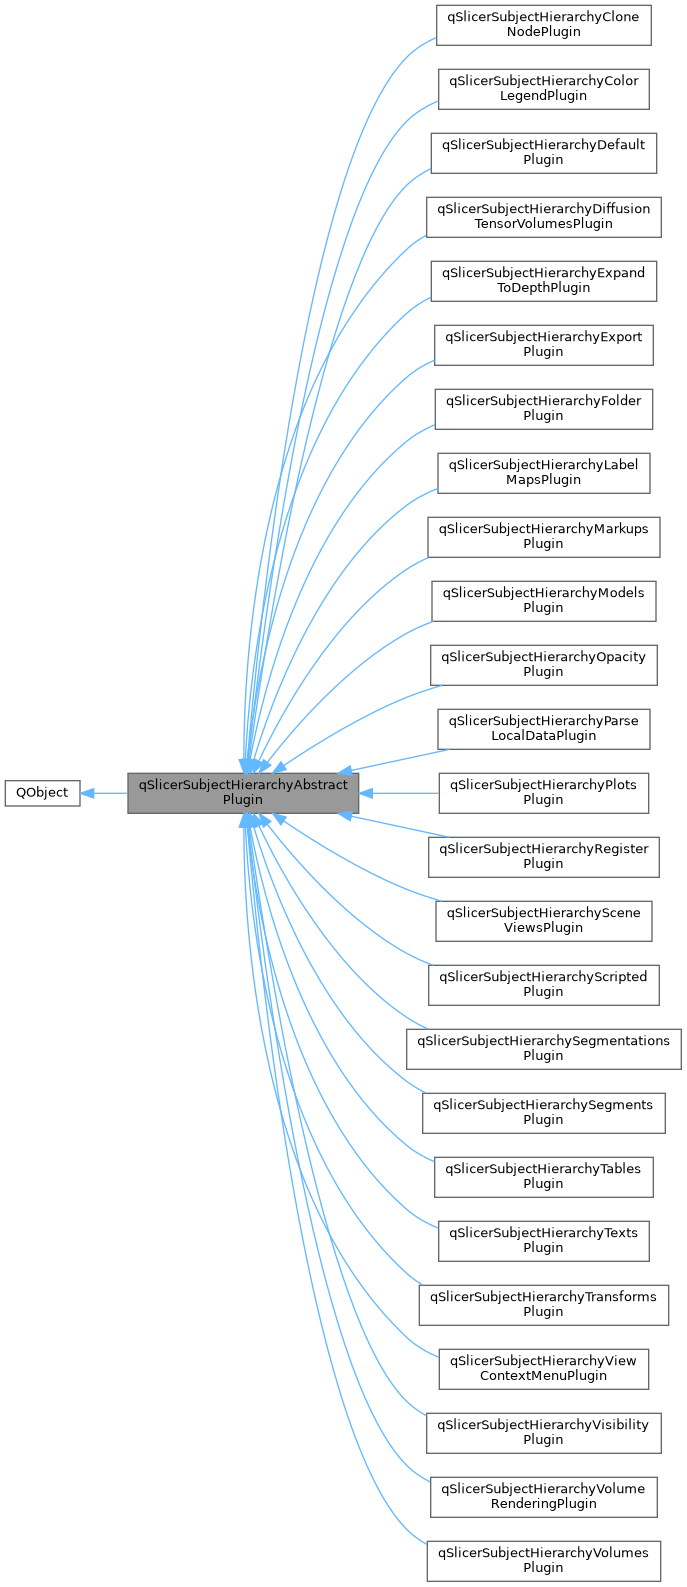 qSlicerSubjectHierarchyClone
NodePlugin
qSlicerSubjectHierarchyColor
LegendPlugin
qSlicerSubjectHierarchyDefault
Plugin
qSlicerSubjectHierarchyDiffusion
TensorVolumesPlugin
qSlicerSubjectHierarchyExpand
ToDepthPlugin
qSlicerSubjectHierarchyExport
Plugin
qSlicerSubjectHierarchyFolder
Plugin
qSlicerSubjectHierarchyLabel
MapsPlugin
qSlicerSubjectHierarchyMarkups
Plugin
qSlicerSubjectHierarchyModels
Plugin
qSlicerSubjectHierarchyOpacity
Plugin
qSlicerSubjectHierarchyParse
LocalDataPlugin
QObject
qSlicerSubjectHierarchyAbstract
Plugin
qSlicerSubjectHierarchyPlots
Plugin
qSlicerSubjectHierarchyRegister
Plugin
qSlicerSubjectHierarchyScene
ViewsPlugin
qSlicerSubjectHierarchyScripted
Plugin
qSlicerSubjectHierarchySegmentations
Plugin
qSlicerSubjectHierarchySegments
Plugin
qSlicerSubjectHierarchyTables
Plugin
qSlicerSubjectHierarchyTexts
Plugin
qSlicerSubjectHierarchyTransforms
Plugin
qSlicerSubjectHierarchyView
ContextMenuPlugin
qSlicerSubjectHierarchyVisibility
Plugin
qSlicerSubjectHierarchyVolume
RenderingPlugin
qSlicerSubjectHierarchyVolumes
Plugin